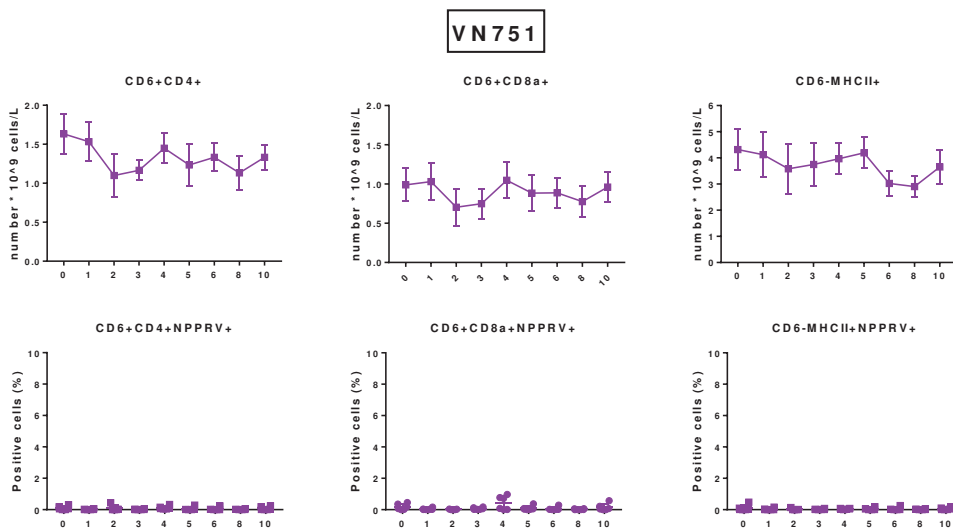 VN751
CD6+CD4+
number * 10^9 cells/L
2.0
1.5
1.0
0.5
0.0
0 1 2 3 4 5 6 8 10
CD6+CD8a+
number * 10^9 cells/L
2.0
1.5
1.0
0.5
0.0
0 1 2 3 4 5 6 8 10
CD6-MHCII+
number * 10^9 cells/L
6
5
4
3
2
1
0
0 1 2 3 4 5 6 8 10
CD6+CD4+NPPRV+
Positive cells (%)
10
8
6
4
2
0
0 1 2 3 4 5 6 8 10
CD6+CD8a+NPPRV+
Positive cells (%)
10
8
6
4
2
0
0 1 2 3 4 5 6 8 10
CD6-MHCII+NPPRV+
Positive cells (%)
10
8
6
4
2
0
0 1 2 3 4 5 6 8 10